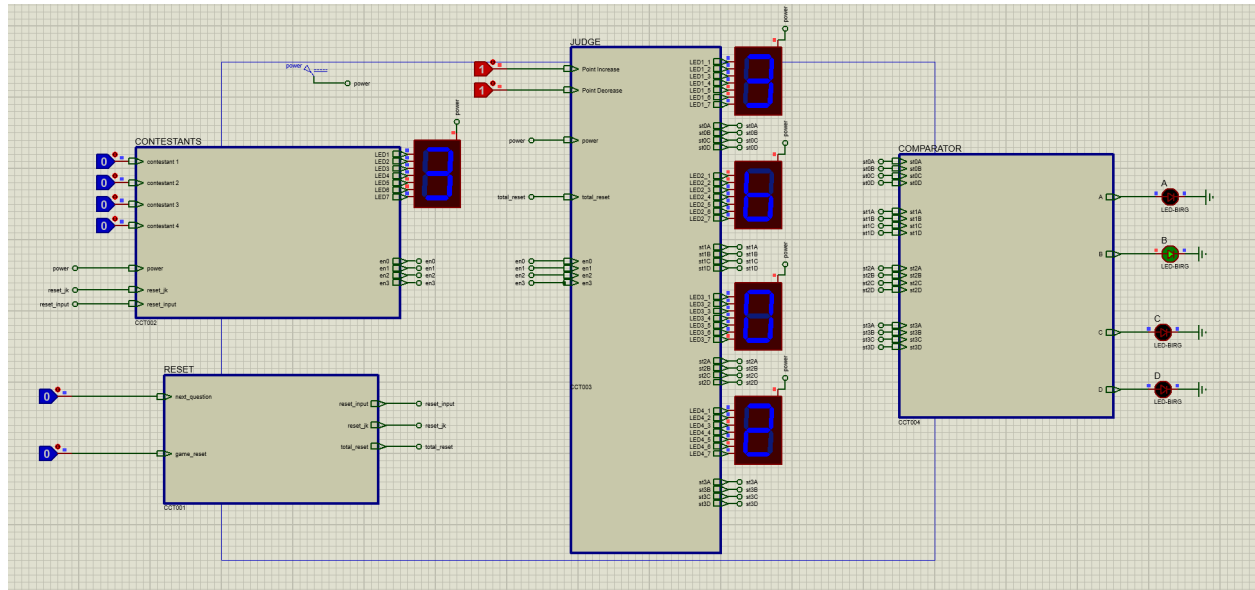 power
power
power
CONTESTANTS
0
contestant 1
0
contestant 2
0
contestant 3
0
contestant 4
power
power
reset_jk
reset_jk
reset_input
reset_input
LED1
LED2
LED3
LED4
LED5
LED6
LED7
en0
en0
en1
en1
en2
en2
en3
en3
CCT002
RESET
0
next_question
0
game_reset
reset_input
reset_input
reset_jk
reset_jk
total_reset
total_reset
CCT001
JUDGE
1
Point Increase
1
Point Decrease
power
power
total_reset
total_reset
en0
en0
en1
en1
en2
en2
en3
en3
CCT003
power
LED1_1
LED1_2
LED1_3
LED1_4
LED1_5
LED1_6
LED1_7
st0A
st0A
st0B
st0B
st0C
st0C
st0D
st0D
power
LED2_1
LED2_2
LED2_3
LED2_4
LED2_5
LED2_6
LED2_7
st1A
st1A
st1B
st1B
st1C
st1C
st1D
st1D
power
LED3_1
LED3_2
LED3_3
LED3_4
LED3_5
LED3_6
LED3_7
6
0
st2A
st2A
st2B
st2B
st2C
st2C
st2D
st2D
power
LED4_1
LED4_2
LED4_3
LED4_4
LED4_5
LED4_6
LED4_7
2
st3A
st3A
st3B
st3B
st3C
st3C
st3D
st3D
COMPARATOR
st0A
st0A
st0B
st0B
st0C
st0C
st0D
st0D
st1A
st1A
st1B
st1B
st1C
st1C
st1D
st1D
st2A
st2A
st2B
st2B
st2C
st2C
st2D
st2D
st3A
st3A
st3B
st3B
st3C
st3C
st3D
st3D
CCT004
A
A
LED-BIRG
B
B
LED-BIRG
C
C
LED-BIRG
D
D
LED-BIRG